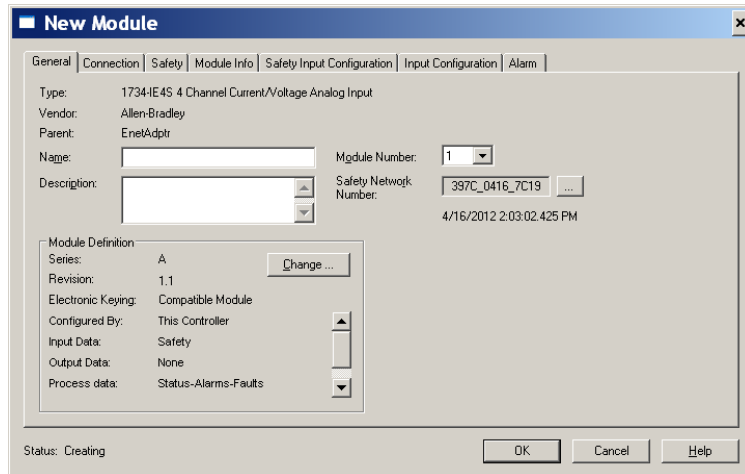 New Module
General Connection Safety Module Info Safety Input Configuration Input Configuration Alarm
Type: 1734-IE4S 4 Channel Current/Voltage Analog Input
Vendor: Allen-Bradley
Parent: EnetAdptr
Name: Module Number: 1
Description: Safety Network Number: 397C_0416_7C19 ...
4/16/2012 2:03:02.425 PM
Module Definition
Series: A Change ...
Revision: 1.1
Electronic Keying: Compatible Module
Configured By: This Controller
Input Data: Safety
Output Data: None
Process data: Status-Alarms-Faults
Status: Creating OK Cancel Help